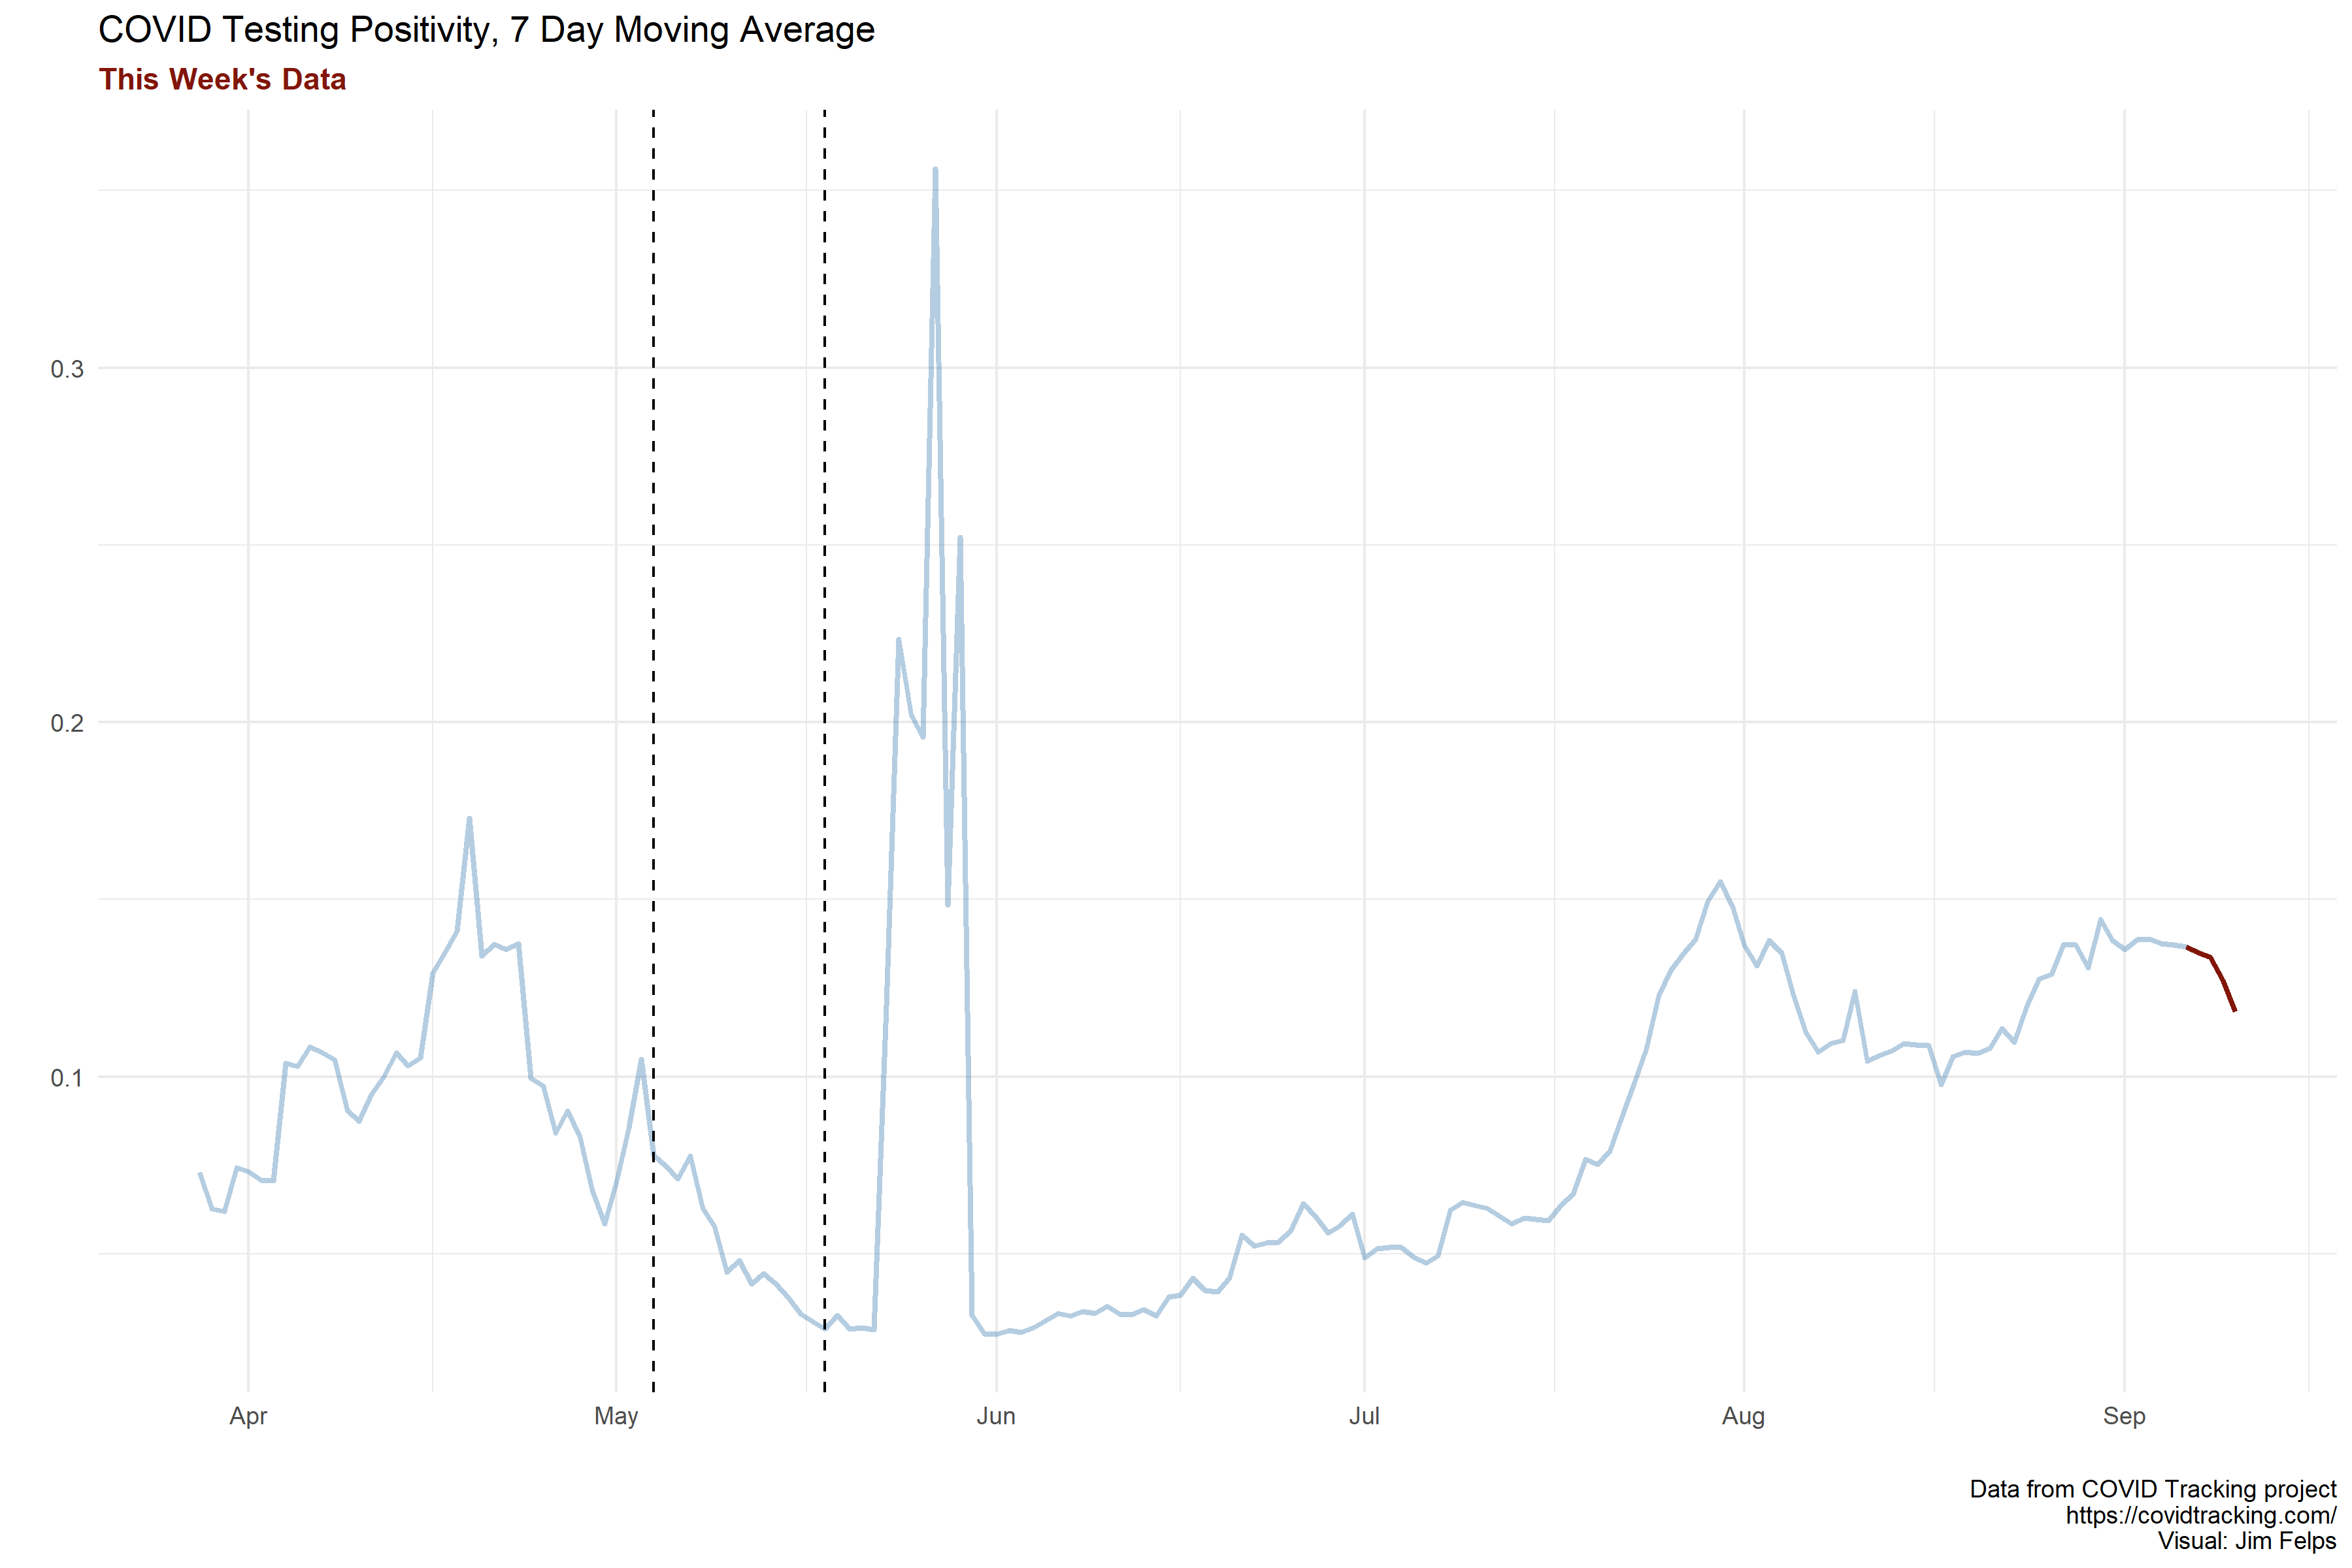 COVID Testing Positivity, 7 Day Moving Average
This Week's Data
0.3
0.2
0.1
Apr May Jun Jul Aug Sep
Data from COVID Tracking project
https://covidtracking.com/
Visual: Jim Felps